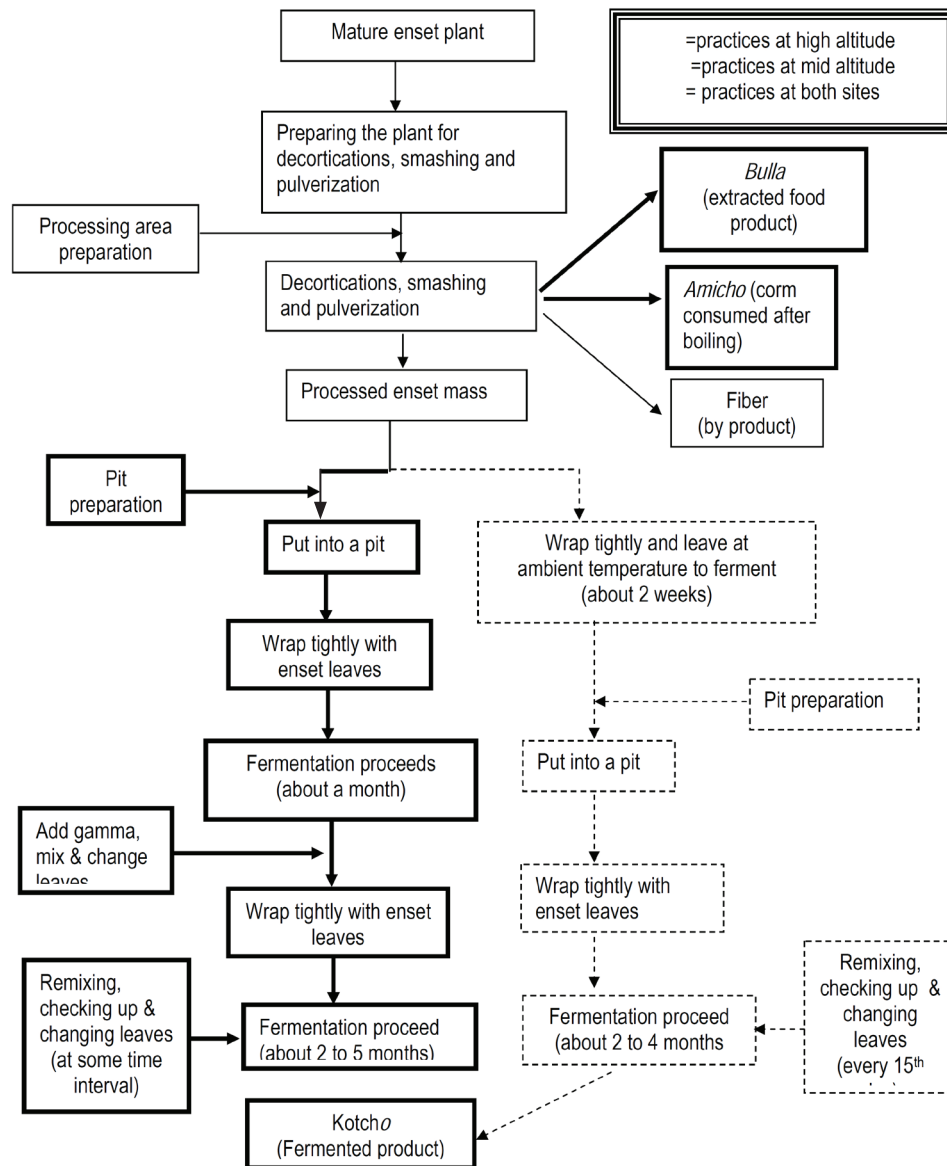 Mature enset plant
=practices at high altitude
=practices at mid altitude
= practices at both sites
Preparing the plant for
decortications, smashing and
pulverization
Bulla
(extracted food
product)
Processing area
preparation
Decortications, smashing
and pulverization
Amicho (corm
consumed after
boiling)
Processed enset mass
Fiber
(by product)
Pit
preparation
Put into a pit
Wrap tightly and leave at
ambient temperature to ferment
(about 2 weeks)
Wrap tightly with
enset leaves
Pit preparation
Put into a pit
Fermentation proceeds
(about a month)
Add gamma,
mix & change
leaves
Wrap tightly with enset
leaves
Wrap tightly with
enset leaves
Remixing,
checking up &
changing leaves
(at some time
interval)
Fermentation proceed
(about 2 to 5 months)
Fermentation proceed
(about 2 to 4 months
Remixing,
checking up &
changing
leaves
(every 15th
Kotcho
(Fermented product)